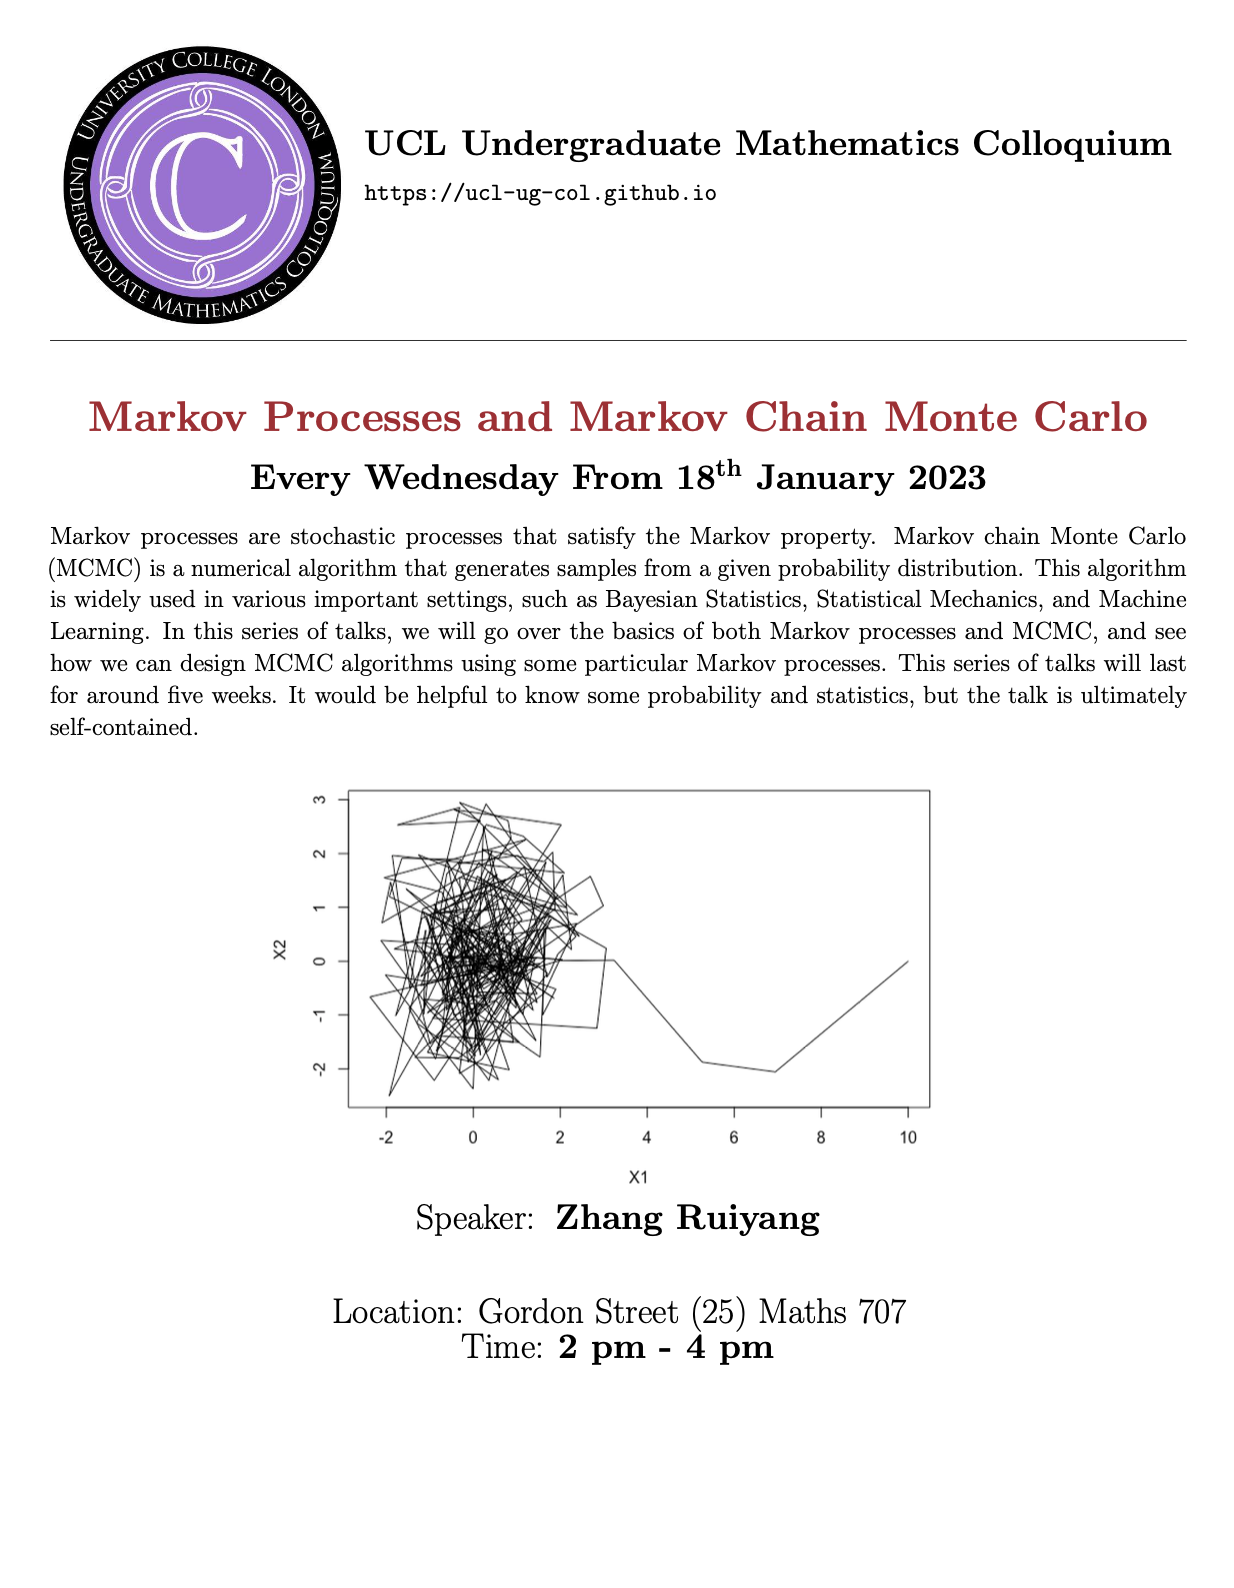 UNIVERSITY COLLEGE LONDON
UNDERGRADUATE MATHEMATICS COLLOQUIUM
C
UCL Undergraduate Mathematics Colloquium
https://ucl-ug-col.github.io
Markov Processes and Markov Chain Monte Carlo
Every Wednesday From 18th January 2023
Markov processes are stochastic processes that satisfy the Markov property. Markov chain Monte Carlo
(MCMC) is a numerical algorithm that generates samples from a given probability distribution. This algorithm
is widely used in various important settings, such as Bayesian Statistics, Statistical Mechanics, and Machine
Learning. In this series of talks, we will go over the basics of both Markov processes and MCMC, and see
how we can design MCMC algorithms using some particular Markov processes. This series of talks will last
for around five weeks. It would be helpful to know some probability and statistics, but the talk is ultimately
self-contained.
3
2
1
0
-1
-2
X2
-2 0 2 4 6 8 10
X1
Speaker: Zhang Ruiyang
Location: Gordon Street (25) Maths 707
Time: 2 pm - 4 pm